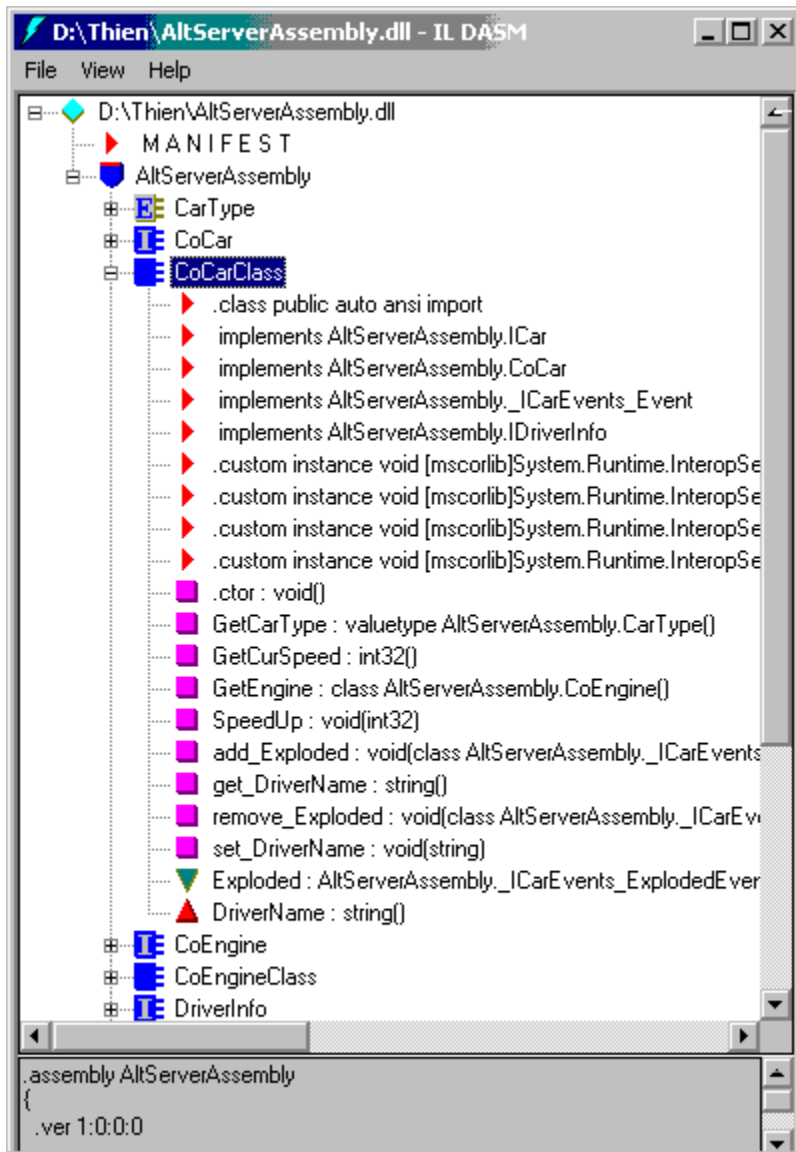 D:\Thien\AltServerAssembly.dll - IL DASM
File View Help
D:\Thien\AltServerAssembly.dll
M A N I F E S T
AltServerAssembly
E CarType
I CoCar
CoCarClass
.class public auto ansi import
implements AltServerAssembly.ICar
implements AltServerAssembly.CoCar
implements AltServerAssembly._ICarEvents_Event
implements AltServerAssembly.IDriverInfo
.custom instance void [mscorlib]System.Runtime.InteropSe
.custom instance void [mscorlib]System.Runtime.InteropSe
.custom instance void [mscorlib]System.Runtime.InteropSe
.custom instance void [mscorlib]System.Runtime.InteropSe
.ctor : void()
GetCarType : valuetype AltServerAssembly.CarType()
GetCurSpeed : int32()
GetEngine : class AltServerAssembly.CoEngine()
SpeedUp : void(int32)
add_Exploded : void(class AltServerAssembly._ICarEvents
get_DriverName : string()
remove_Exploded : void(class AltServerAssembly._ICarEv
set_DriverName : void(string)
Exploded : AltServerAssembly._ICarEvents_ExplodedEver
DriverName : string()
I CoEngine
CoEngineClass
I DriverInfo
.assembly AltServerAssembly
{
.ver 1:0:0:0